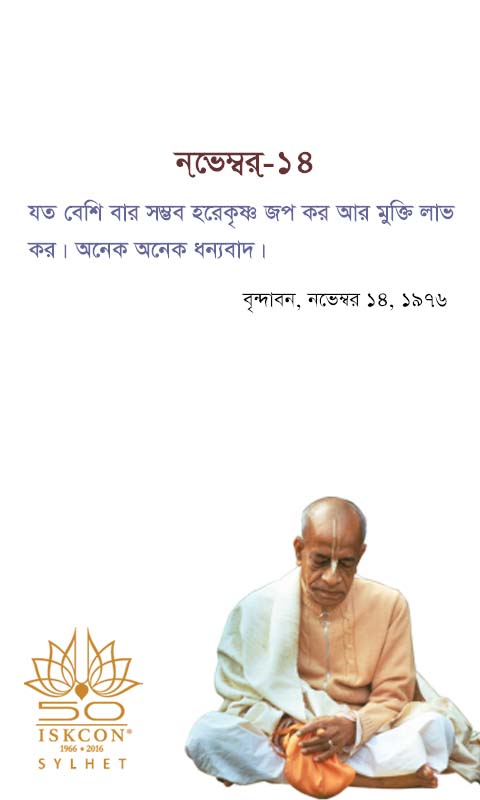 নভেম্বর-১৪
যত বেশি বার সম্ভব হরেকৃষ্ণ জপ কর আর মুক্তি লাভ
কর। অনেক অনেক ধন্যবাদ।
বৃন্দাবন, নভেম্বর ১৪, ১৯৭৬
50
ISKCON®
1966 • 2016
SYLHET